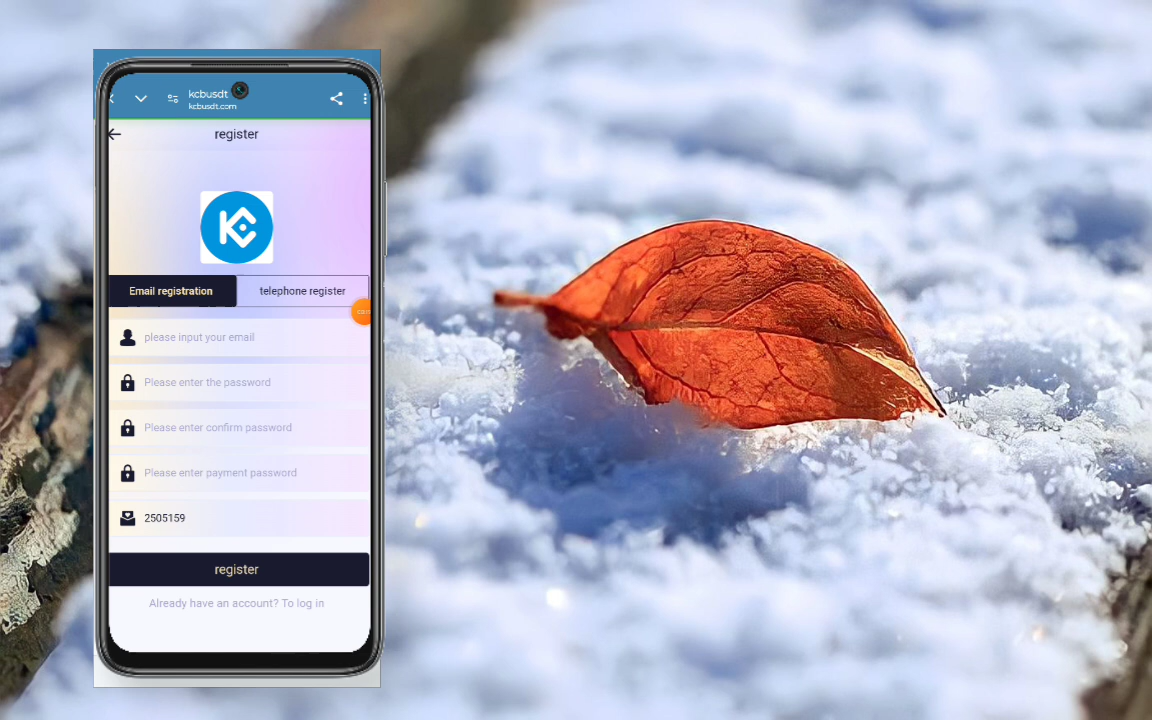 kcbusdt
kcbusdt.com
register
Email registration
telephone register
please input your email
Please enter the password
Please enter confirm password
Please enter payment password
2505159
register
Already have an account? To log in